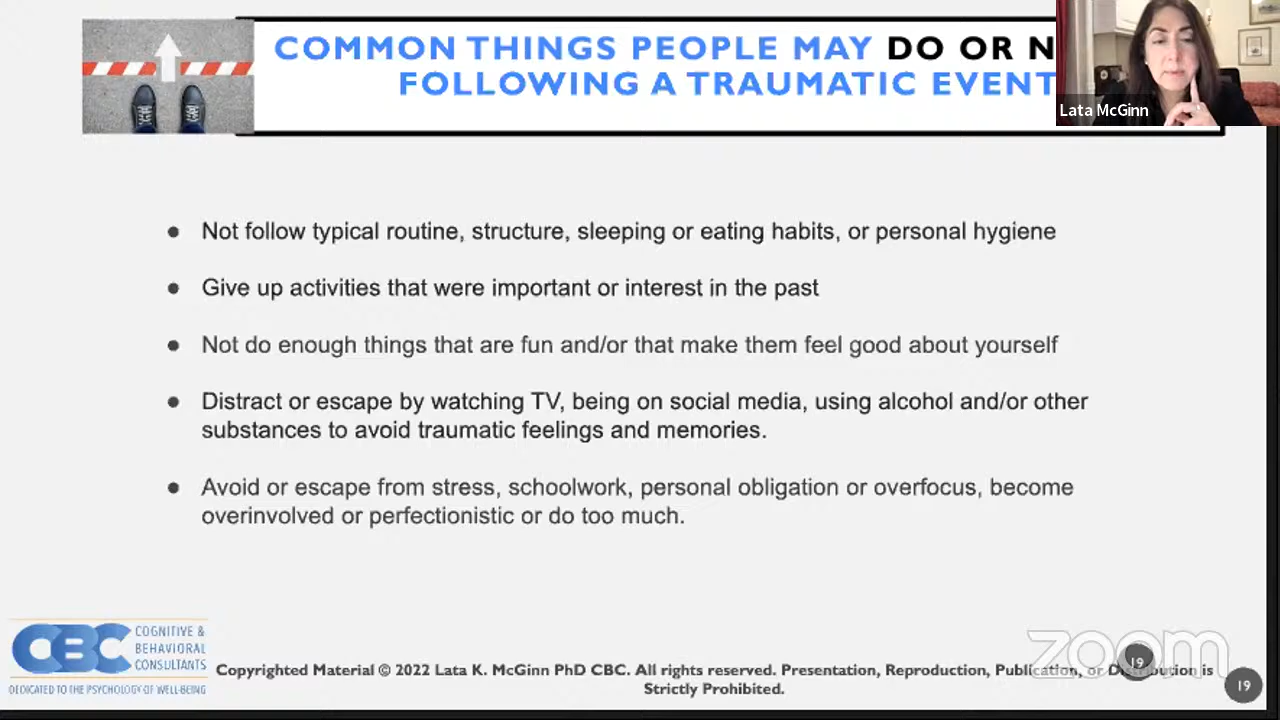 COMMON THINGS PEOPLE MAY DO OR N
FOLLOWING A TRAUMATIC EVENT
Lata McGinn
● Not follow typical routine, structure, sleeping or eating habits, or personal hygiene
● Give up activities that were important or interest in the past
● Not do enough things that are fun and/or that make them feel good about yourself
● Distract or escape by watching TV, being on social media, using alcohol and/or other
substances to avoid traumatic feelings and memories.
● Avoid or escape from stress, schoolwork, personal obligation or overfocus, become
overinvolved or perfectionistic or do too much.
CBC COGNITIVE &
BEHAVIORAL
CONSULTANTS
DEDICATED TO THE PSYCHOLOGY OF WELL-BEING
Copyrighted Material © 2022 Lata K. McGinn PhD CBC. All rights reserved. Presentation, Reproduction, Publication, or Distribution is
Strictly Prohibited.
zoom
19
19